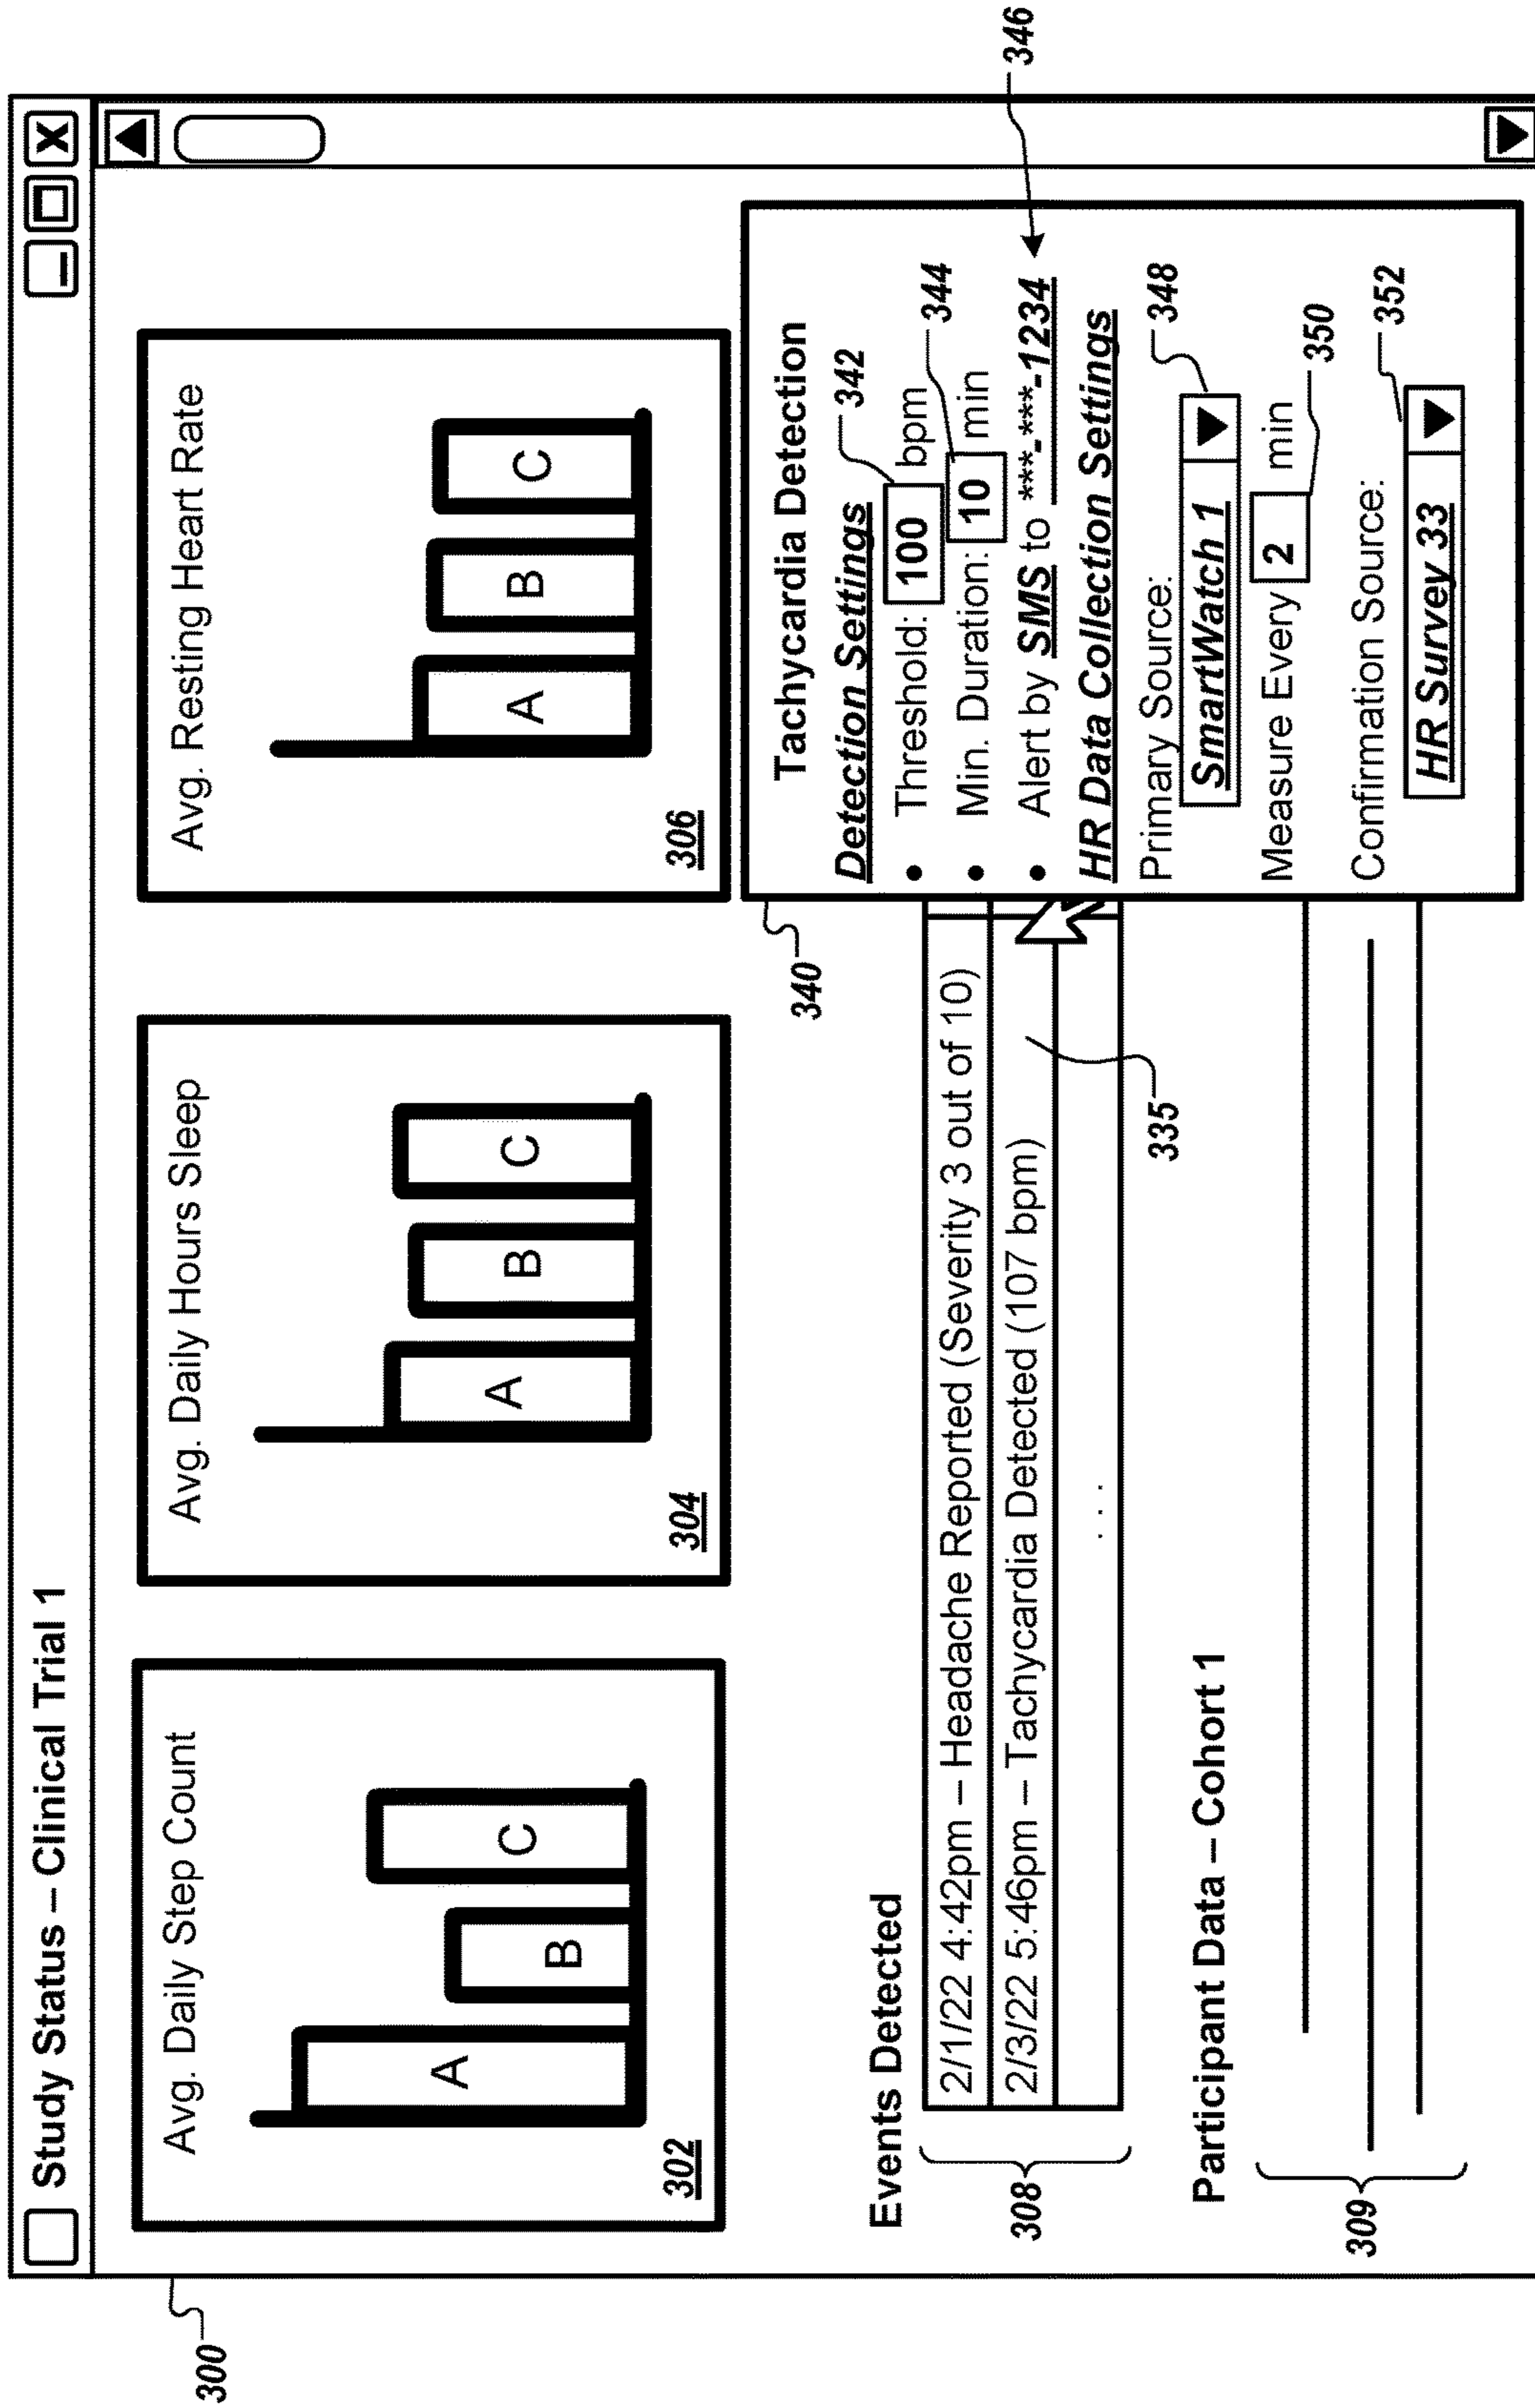 Study Status – Clinical Trial 1
X
300
Avg. Daily Step Count
A
B
C
302
Avg. Daily Hours Sleep
A
B
C
304
Avg. Resting Heart Rate
A
B
C
306
Events Detected
2/1/22 4:42pm – Headache Reported (Severity 3 out of 10)
2/3/22 5:46pm – Tachycardia Detected (107 bpm)
. . .
308
335
Participant Data – Cohort 1
309
340
Tachycardia Detection
Detection Settings
342
• Threshold: 100 bpm
344
• Min. Duration: 10 min
• Alert by SMS to ***-***-1234
346
HR Data Collection Settings
Primary Source:
348
SmartWatch 1
Measure Every 2 min
350
Confirmation Source:
352
HR Survey 33